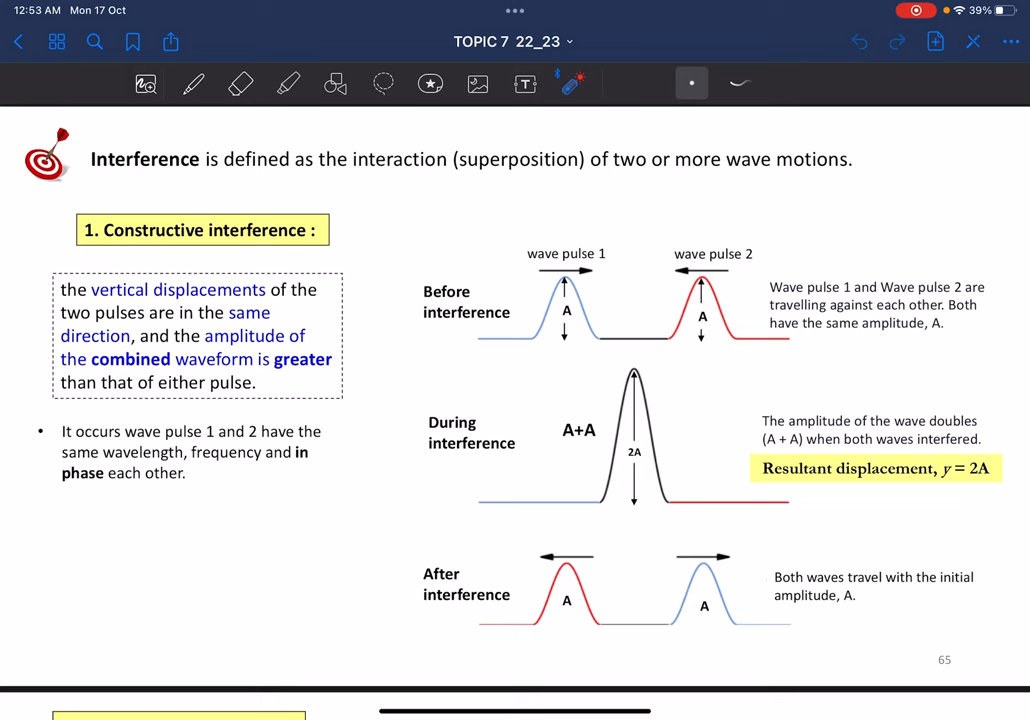 12:53 AM Mon 17 Oct
39%
TOPIC 7 22_23
T
Interference is defined as the interaction (superposition) of two or more wave motions.
1. Constructive interference :
the vertical displacements of the
two pulses are in the same
direction, and the amplitude of
the combined waveform is greater
than that of either pulse.
• It occurs wave pulse 1 and 2 have the
same wavelength, frequency and in
phase each other.
wave pulse 1
wave pulse 2
Before
interference
A
A
Wave pulse 1 and Wave pulse 2 are
travelling against each other. Both
have the same amplitude, A.
During
interference
A+A
2A
The amplitude of the wave doubles
(A + A) when both waves interfered.
Resultant displacement, y = 2A
After
interference
A
A
Both waves travel with the initial
amplitude, A.
65